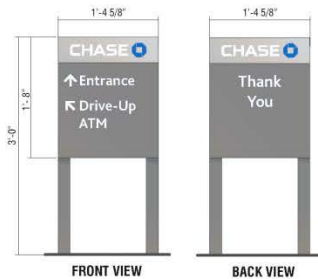 1'-4 5/8"
1'-4 5/8"
CHASE
↑ Entrance
↖ Drive-Up
ATM
CHASE
Thank
You
1'-8"
3'-0"
FRONT VIEW
BACK VIEW